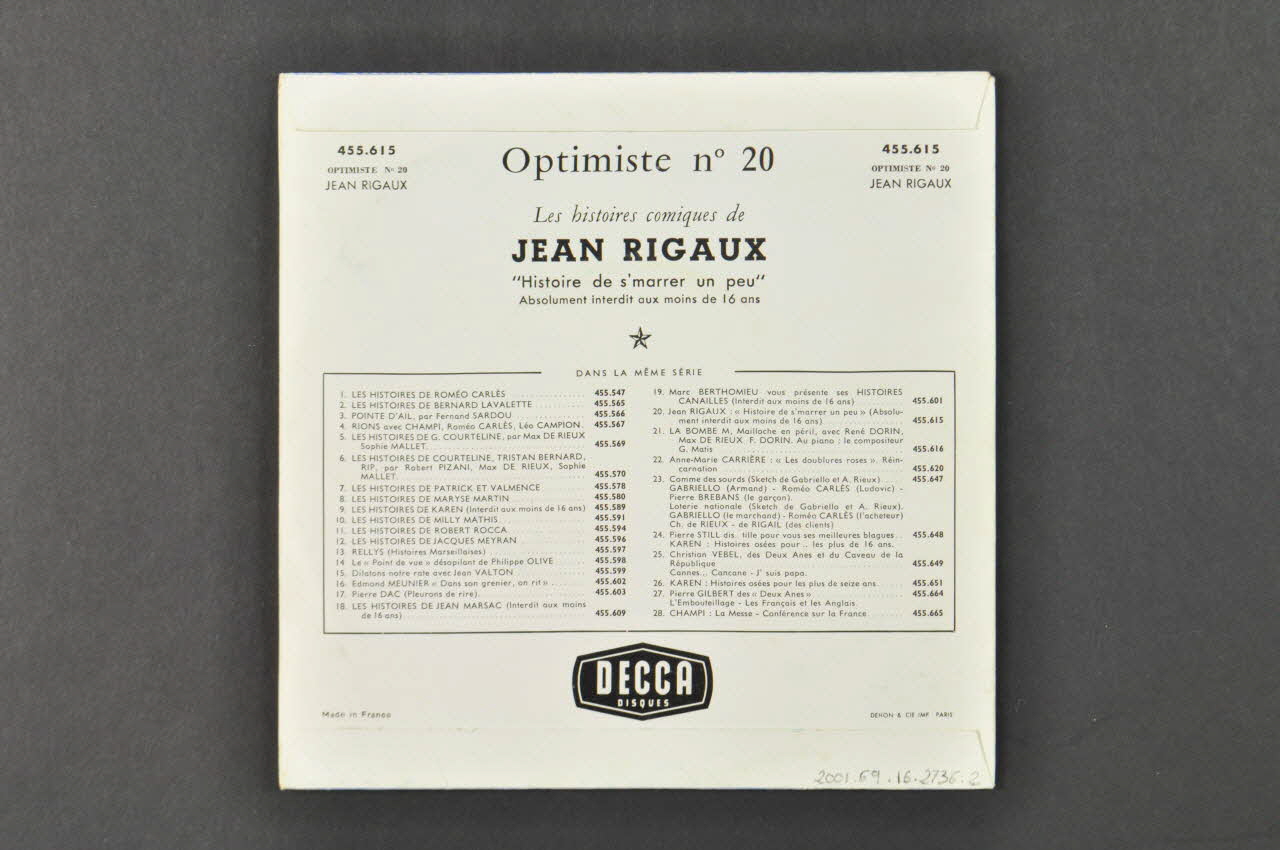 455.615
OPTIMISTE Nº 20
JEAN RIGAUX
Optimiste nº 20
455.615
OPTIMISTE Nº 20
JEAN RIGAUX
Les histoires comiques de
JEAN RIGAUX
"Histoire de s'marrer un peu"
Absolument interdit aux moins de 16 ans
DANS LA MÊME SÉRIE
1. LES HISTOIRES DE ROMÉO CARLÈS 455.547
2. LES HISTOIRES DE BERNARD LAVALETTE 455.565
3. POINTE D'AIL, par Fernand SARDOU 455.566
4. RIONS avec CHAMPI, Roméo CARLÈS, Léo CAMPION. 455.567
5. LES HISTOIRES DE G. COURTELINE, par Max DE RIEUX
Sophie MALLET. 455.569
6. LES HISTOIRES DE COURTELINE, TRISTAN BERNARD,
RIP, par Robert PIZANI, Max DE RIEUX, Sophie
MALLET. 455.570
7. LES HISTOIRES DE PATRICK ET VALMENCE 455.578
8. LES HISTOIRES DE MARYSE MARTIN 455.580
9. LES HISTOIRES DE KAREN (Interdit aux moins de 16 ans) 455.589
10. LES HISTOIRES DE MILLY MATHIS 455.591
11. LES HISTOIRES DE ROBERT ROCCA 455.594
12. LES HISTOIRES DE JACQUES MEYRAN 455.596
13. RELLYS (Histoires Marseillaises) 455.597
14 Le « Point de vue » désopilant de Philippe OLIVE 455.598
15. Dilatons notre rate avec Jean VALTON 455.599
16. Edmond MEUNIER « Dans son grenier, on rit » 455.602
17. Pierre DAC (Pleurons de rire) 455.603
18. LES HISTOIRES DE JEAN MARSAC (Interdit aux moins
de 16 ans) 455.609
19. Marc BERTHOMIEU vous présente ses HISTOIRES
CANAILLES (Interdit aux moins de 16 ans) 455.601
20. Jean RIGAUX : « Histoire de s'marrer un peu » (Absolu-
ment interdit aux moins de 16 ans) 455.615
21. LA BOMBE M, Mailloche en péril, avec René DORIN,
Max DE RIEUX. F. DORIN. Au piano : le compositeur
G. Matis 455.616
22. Anne-Marie CARRIÈRE : « Les doublures roses ». Réin-
carnation 455.620
23. Comme des sourds (Sketch de Gabriello et A. Rieux) 455.647
GABRIELLO (Armand) - Roméo CARLÈS (Ludovic) -
Pierre BREBANS (le garçon).
Loterie nationale (Sketch de Gabriello et A. Rieux).
GABRIELLO (le marchand) - Roméo CARLÈS (l'acheteur)
Ch. de RIEUX - de RIGAIL (des clients)
24. Pierre STILL dis.. tille pour vous ses meilleures blagues 455.648
KAREN : Histoires osées pour... les plus de 16 ans.
25. Christian VEBEL, des Deux Anes et du Caveau de la
République 455.649
Cannes... Cancane - J' suis papa.
26. KAREN : Histoires osées pour les plus de seize ans 455.651
27. Pierre GILBERT des « Deux Anes » 455.664
L'Embouteillage - Les Français et les Anglais
28. CHAMPI : La Messe - Conférence sur la France 455.665
DECCA
DISQUES
Made in France
DEHON & CIE IMP PARIS
2001.69.16.2736.2